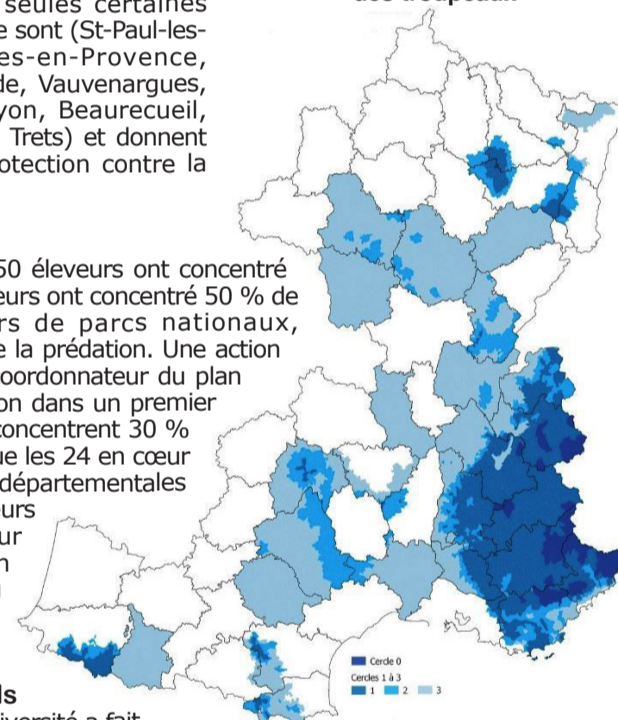 seules certaines
e sont (St-Paul-les-
es-en-Provence,
de, Vauvenargues,
yon, Beaurecueil,
Trets) et donnent
otection contre la
50 éleveurs ont concentré
eurs ont concentré 50 % de
rs de parcs nationaux,
e la prédation. Une action
coordonnateur du plan
on dans un premier
concentrent 30 %
ue les 24 en cœur
départementales
eurs
ur
n
ls
versité a fait
Cercle 0
Cercles 1 à 3
1 2 3